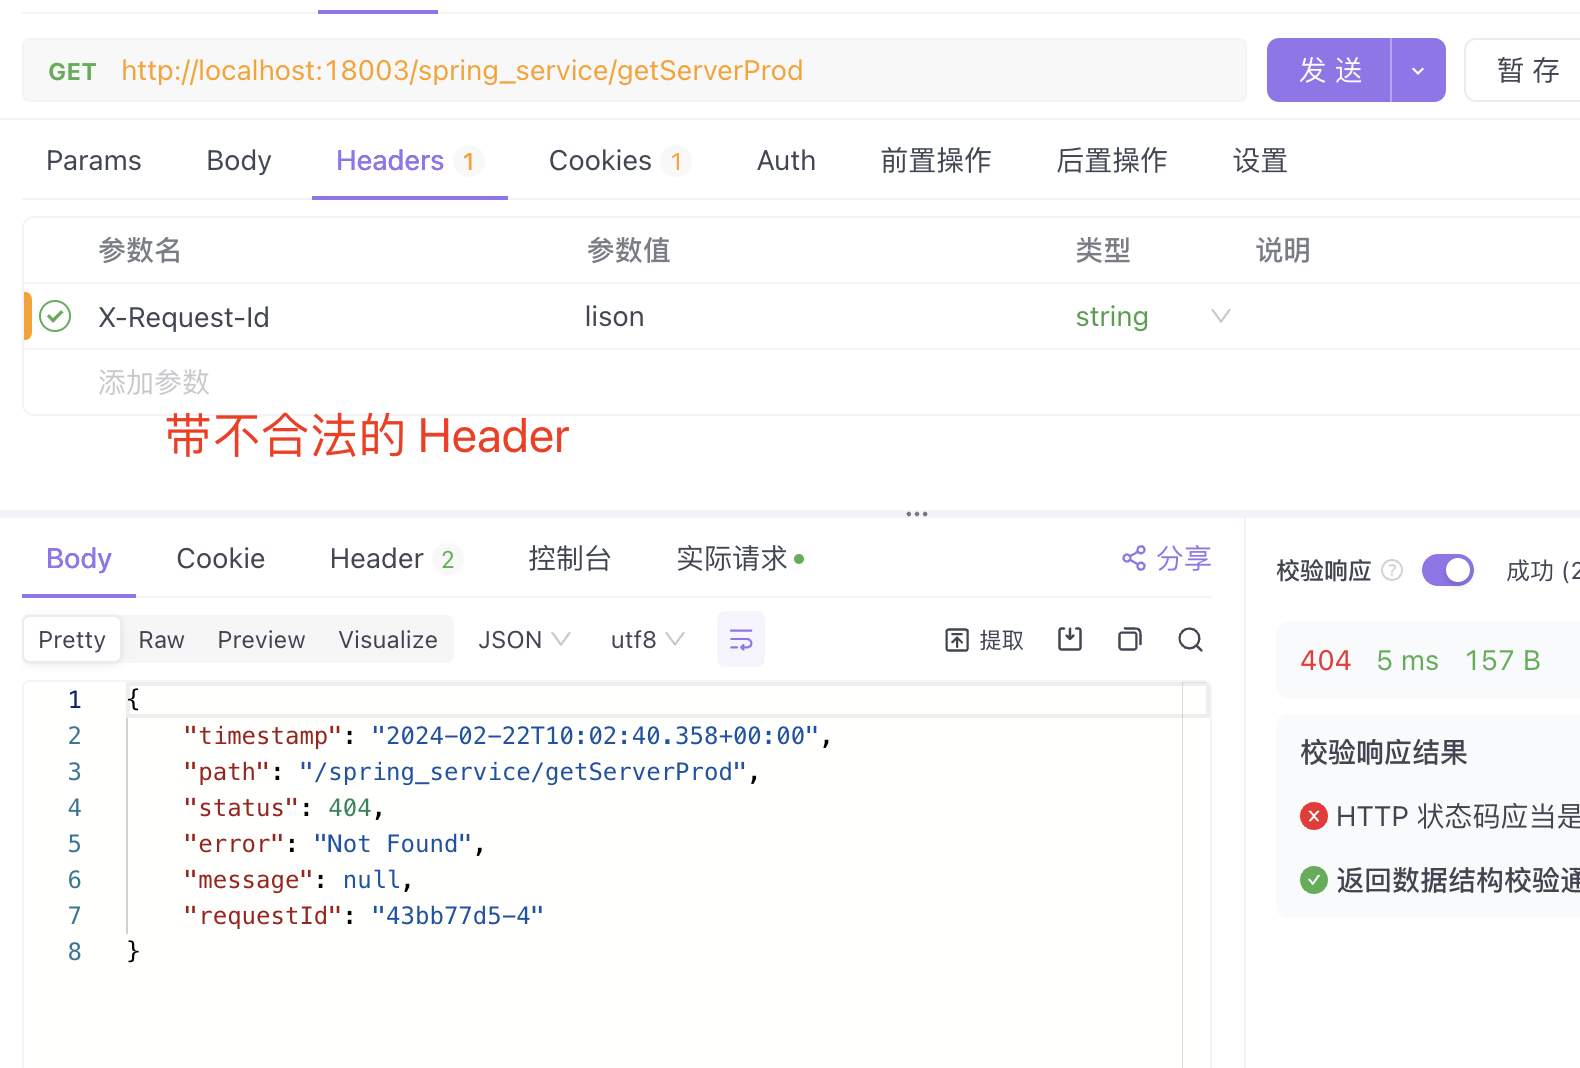 GET http://localhost:18003/spring_service/getServerProd 发 送 暂 存
Params Body Headers 1 Cookies 1 Auth 前置操作 后置操作 设置
参数名 参数值 类型 说明
X-Request-Id lison string
添加参数
带不合法的 Header
Body Cookie Header 2 控制台 实际请求 分享 校验响应 成功 (2
Pretty Raw Preview Visualize JSON utf8 提取
404 5 ms 157 B
1 {
2 "timestamp": "2024-02-22T10:02:40.358+00:00",
3 "path": "/spring_service/getServerProd",
4 "status": 404,
5 "error": "Not Found",
6 "message": null,
7 "requestId": "43bb77d5-4"
8 }
校验响应结果
HTTP 状态码应当是
返回数据结构校验通